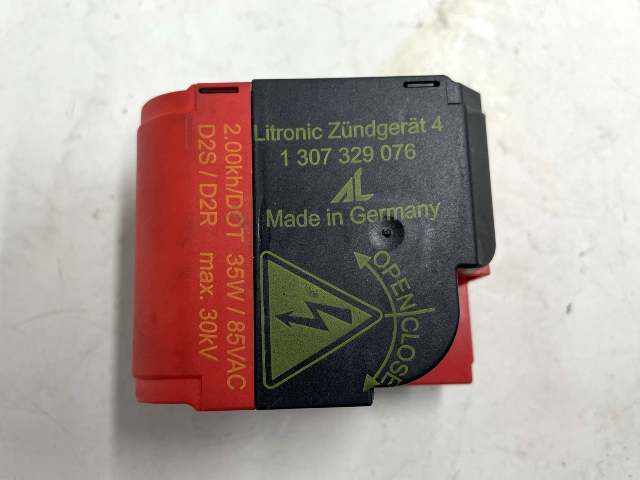 Litronic Zündgerät 4
1 307 329 076
AL
Made in Germany
OPEN/CLOSE
2,00kh/DOT 35W / 85VAC
D2S / D2R max. 30kV